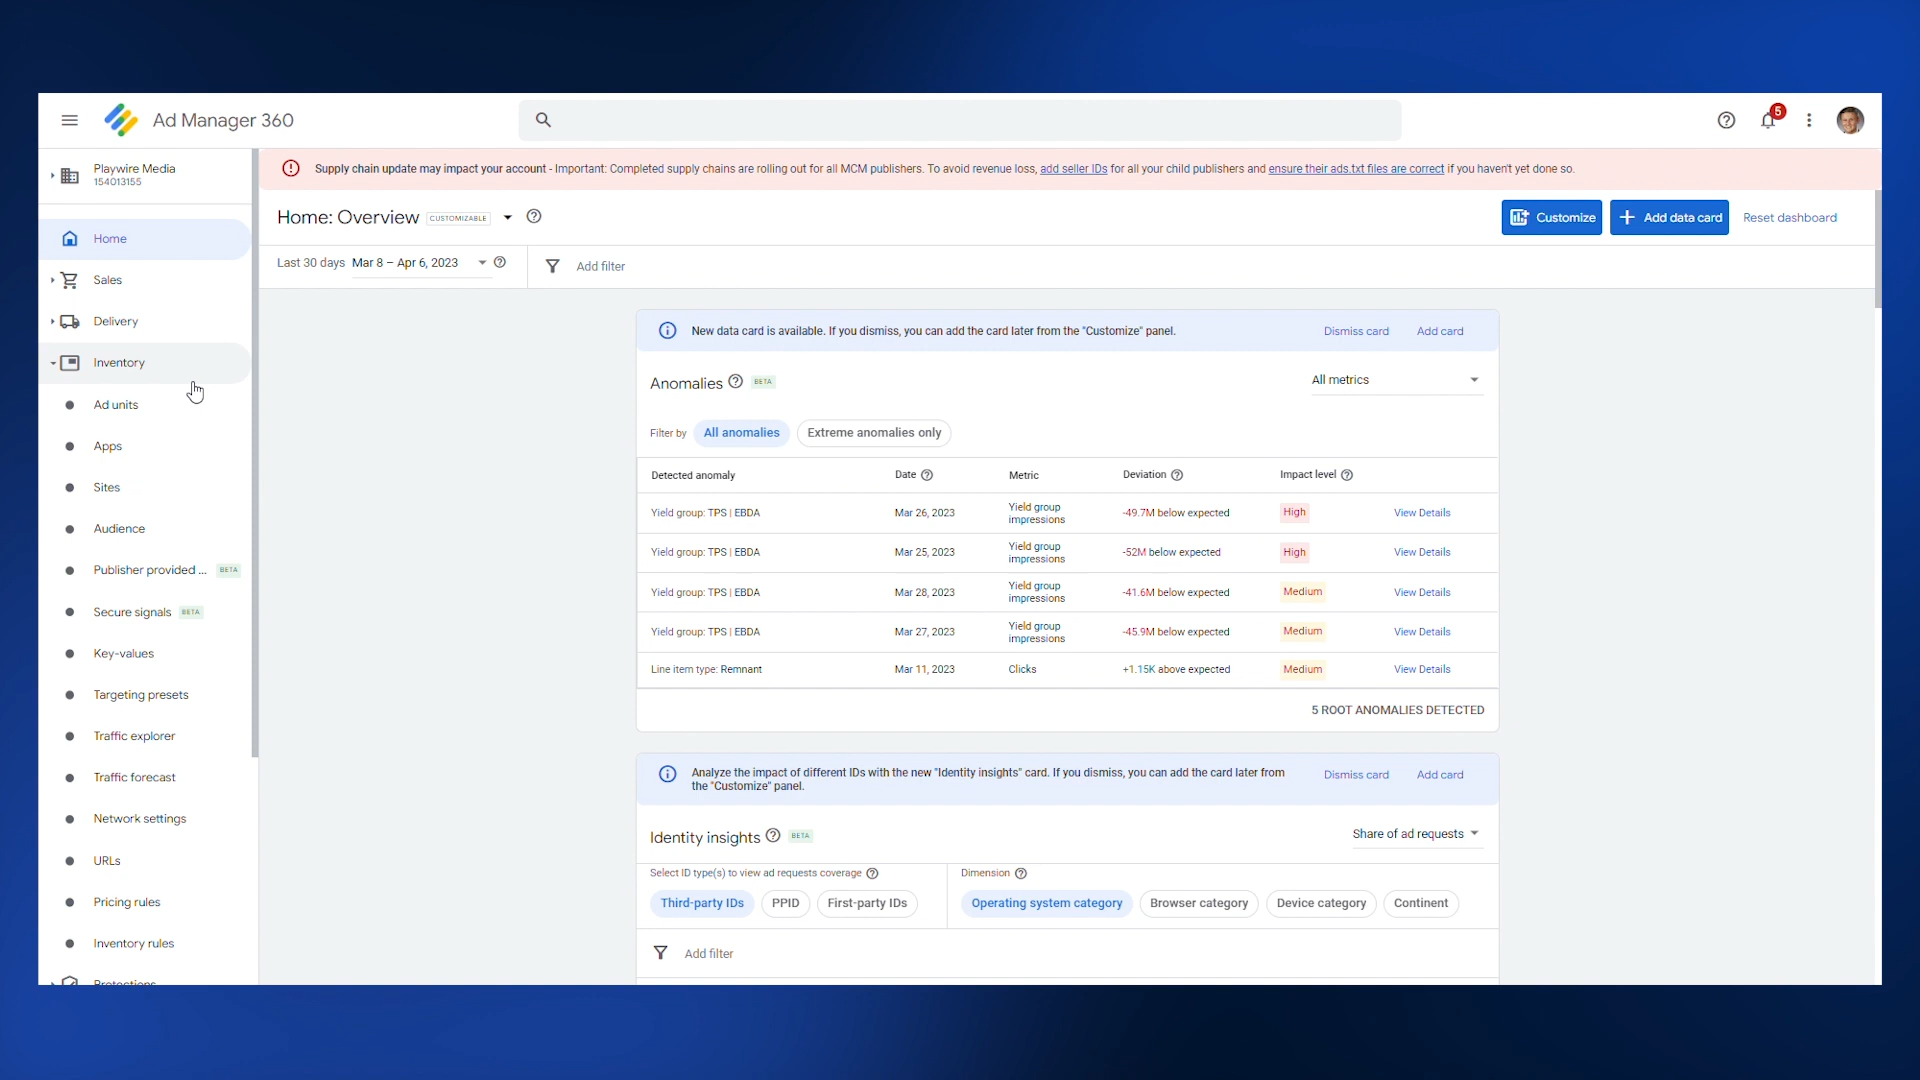 Ad Manager 360
5
Playwire Media
154013155
Supply chain update may impact your account - Important: Completed supply chains are rolling out for all MCM publishers. To avoid revenue loss, add seller IDs for all your child publishers and ensure their ads.txt files are correct if you haven't yet done so.
Home: Overview CUSTOMIZABLE
Customize
Add data card
Reset dashboard
Last 30 days Mar 8 – Apr 6, 2023
Add filter
Home
Sales
Delivery
Inventory
Ad units
Apps
Sites
Audience
Publisher provided ... BETA
Secure signals BETA
Key-values
Targeting presets
Traffic explorer
Traffic forecast
Network settings
URLs
Pricing rules
Inventory rules
Protections
New data card is available. If you dismiss, you can add the card later from the "Customize" panel. Dismiss card Add card
Anomalies BETA
All metrics
Filter by All anomalies Extreme anomalies only
Detected anomaly Date Metric Deviation Impact level
Yield group: TPS | EBDA Mar 26, 2023 Yield group impressions -49.7M below expected High View Details
Yield group: TPS | EBDA Mar 25, 2023 Yield group impressions -52M below expected High View Details
Yield group: TPS | EBDA Mar 28, 2023 Yield group impressions -41.6M below expected Medium View Details
Yield group: TPS | EBDA Mar 27, 2023 Yield group impressions -45.9M below expected Medium View Details
Line item type: Remnant Mar 11, 2023 Clicks +1.15K above expected Medium View Details
5 ROOT ANOMALIES DETECTED
Analyze the impact of different IDs with the new "Identity insights" card. If you dismiss, you can add the card later from
the "Customize" panel.
Dismiss card Add card
Identity insights BETA
Share of ad requests
Select ID type(s) to view ad requests coverage
Third-party IDs PPID First-party IDs
Dimension
Operating system category Browser category Device category Continent
Add filter